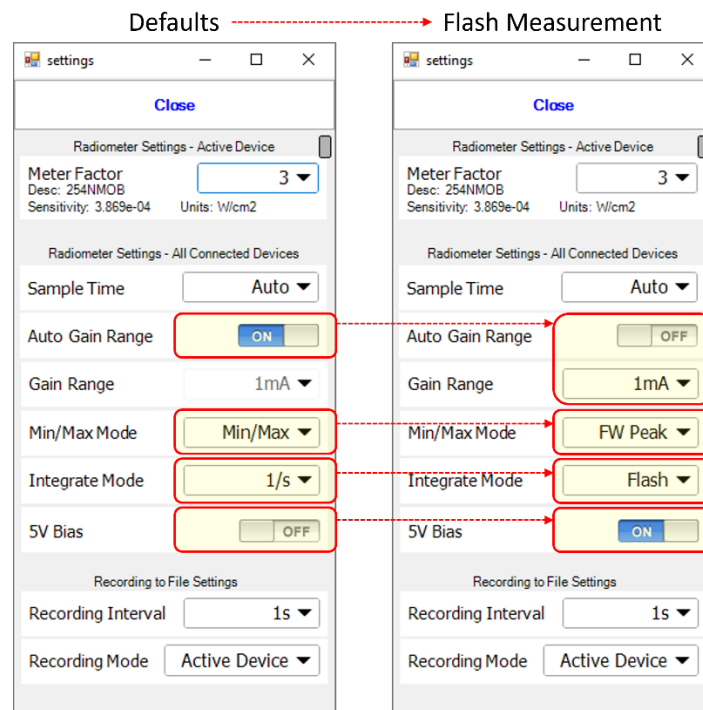 Defaults
Flash Measurement
settings
Close
Radiometer Settings - Active Device
Meter Factor
3
Desc: 254NMOB
Sensitivity: 3.869e-04 Units: W/cm2
Radiometer Settings - All Connected Devices
Sample Time Auto
Auto Gain Range ON
Gain Range 1mA
Min/Max Mode Min/Max
Integrate Mode 1/s
5V Bias OFF
Recording to File Settings
Recording Interval 1s
Recording Mode Active Device
settings
Close
Radiometer Settings - Active Device
Meter Factor
3
Desc: 254NMOB
Sensitivity: 3.869e-04 Units: W/cm2
Radiometer Settings - All Connected Devices
Sample Time Auto
Auto Gain Range OFF
Gain Range 1mA
Min/Max Mode FW Peak
Integrate Mode Flash
5V Bias ON
Recording to File Settings
Recording Interval 1s
Recording Mode Active Device